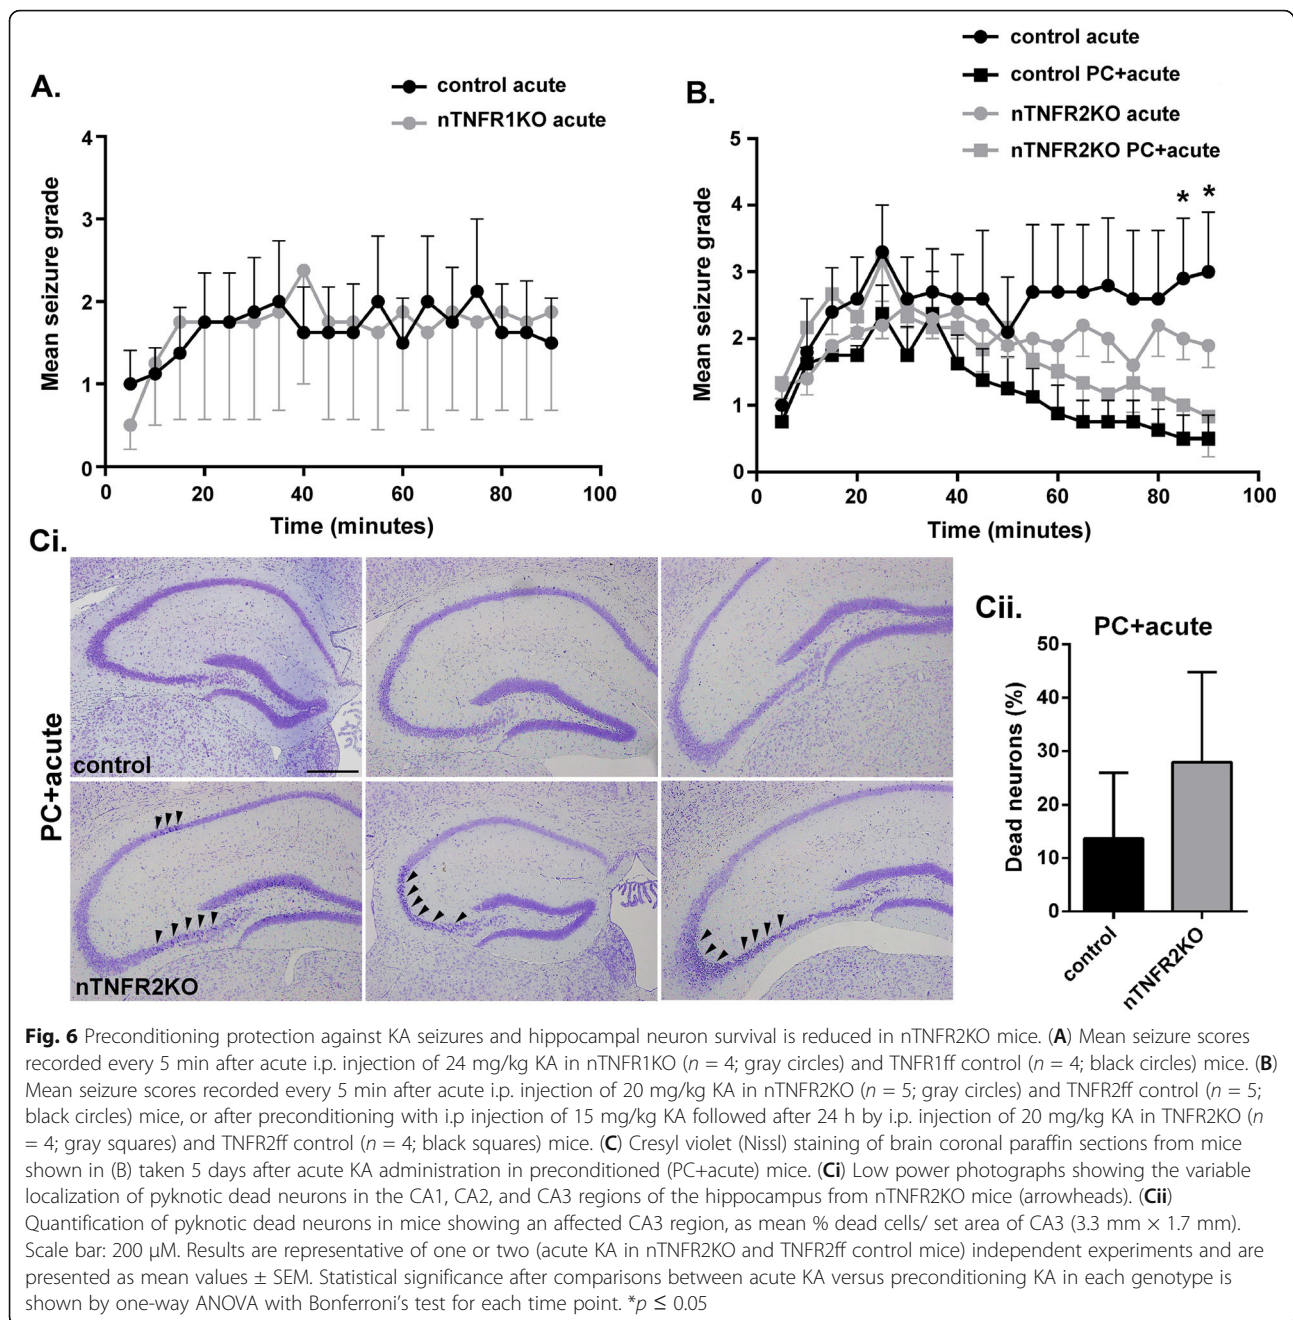 A.
control acute
nTNFR1KO acute
4
3
2
1
0
Mean seizure grade
0 20 40 60 80 100
Time (minutes)
B.
control acute
control PC+acute
nTNFR2KO acute
nTNFR2KO PC+acute
5
4
3
2
1
0
* *
Mean seizure grade
0 20 40 60 80 100
Time (minutes)
Ci.
PC+acute
control
nTNFR2KO
Cii.
PC+acute
50
40
30
20
10
0
Dead neurons (%)
control
nTNFR2KO
Fig. 6 Preconditioning protection against KA seizures and hippocampal neuron survival is reduced in nTNFR2KO mice. (A) Mean seizure scores
recorded every 5 min after acute i.p. injection of 24 mg/kg KA in nTNFR1KO (n = 4; gray circles) and TNFR1ff control (n = 4; black circles) mice. (B)
Mean seizure scores recorded every 5 min after acute i.p. injection of 20 mg/kg KA in nTNFR2KO (n = 5; gray circles) and TNFR2ff control (n = 5;
black circles) mice, or after preconditioning with i.p injection of 15 mg/kg KA followed after 24 h by i.p. injection of 20 mg/kg KA in TNFR2KO (n
= 4; gray squares) and TNFR2ff control (n = 4; black squares) mice. (C) Cresyl violet (Nissl) staining of brain coronal paraffin sections from mice
shown in (B) taken 5 days after acute KA administration in preconditioned (PC+acute) mice. (Ci) Low power photographs showing the variable
localization of pyknotic dead neurons in the CA1, CA2, and CA3 regions of the hippocampus from nTNFR2KO mice (arrowheads). (Cii)
Quantification of pyknotic dead neurons in mice showing an affected CA3 region, as mean % dead cells/ set area of CA3 (3.3 mm × 1.7 mm).
Scale bar: 200 μM. Results are representative of one or two (acute KA in nTNFR2KO and TNFR2ff control mice) independent experiments and are
presented as mean values ± SEM. Statistical significance after comparisons between acute KA versus preconditioning KA in each genotype is
shown by one-way ANOVA with Bonferroni's test for each time point. *p ≤ 0.05